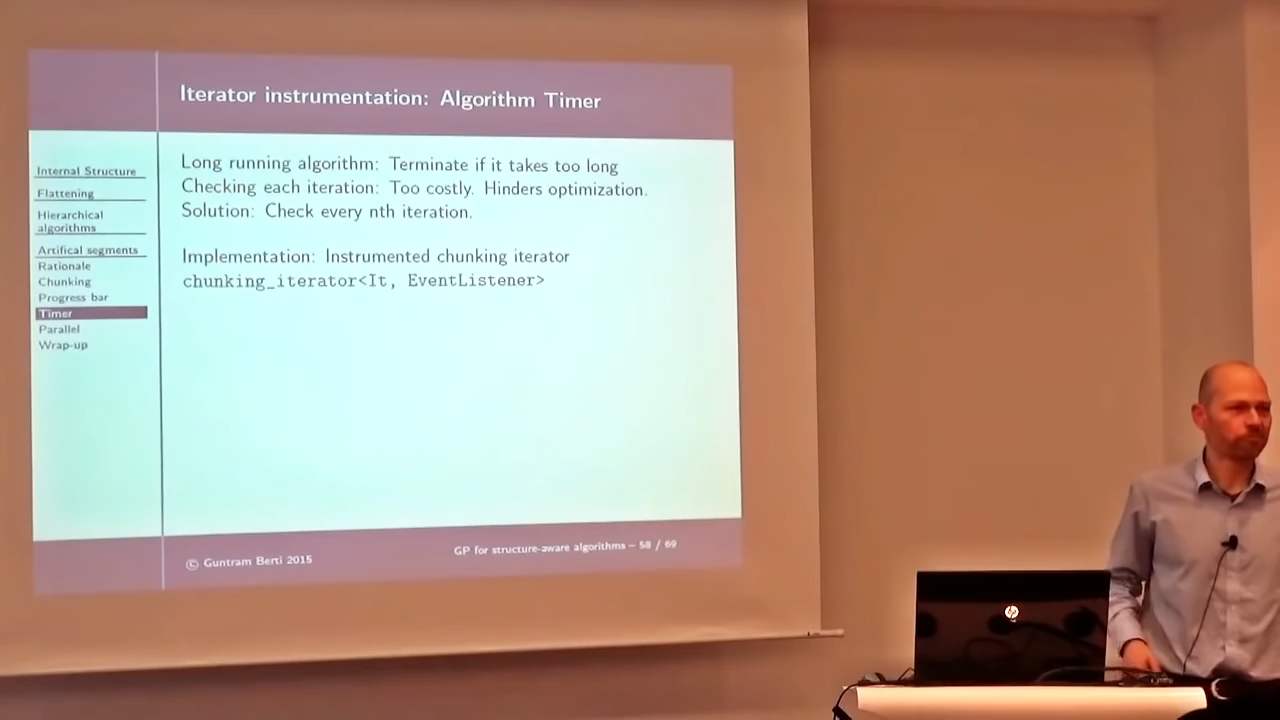 Iterator instrumentation: Algorithm Timer
Internal Structure
Flattening
Hierarchical
algorithms
Artifical segments
Rationale
Chunking
Progress bar
Timer
Parallel
Wrap-up
Long running algorithm: Terminate if it takes too long
Checking each iteration: Too costly. Hinders optimization.
Solution: Check every nth iteration.
Implementation: Instrumented chunking iterator
chunking_iterator<It, EventListener>
© Guntram Berti 2015
GP for structure-aware algorithms – 58 / 69
hp